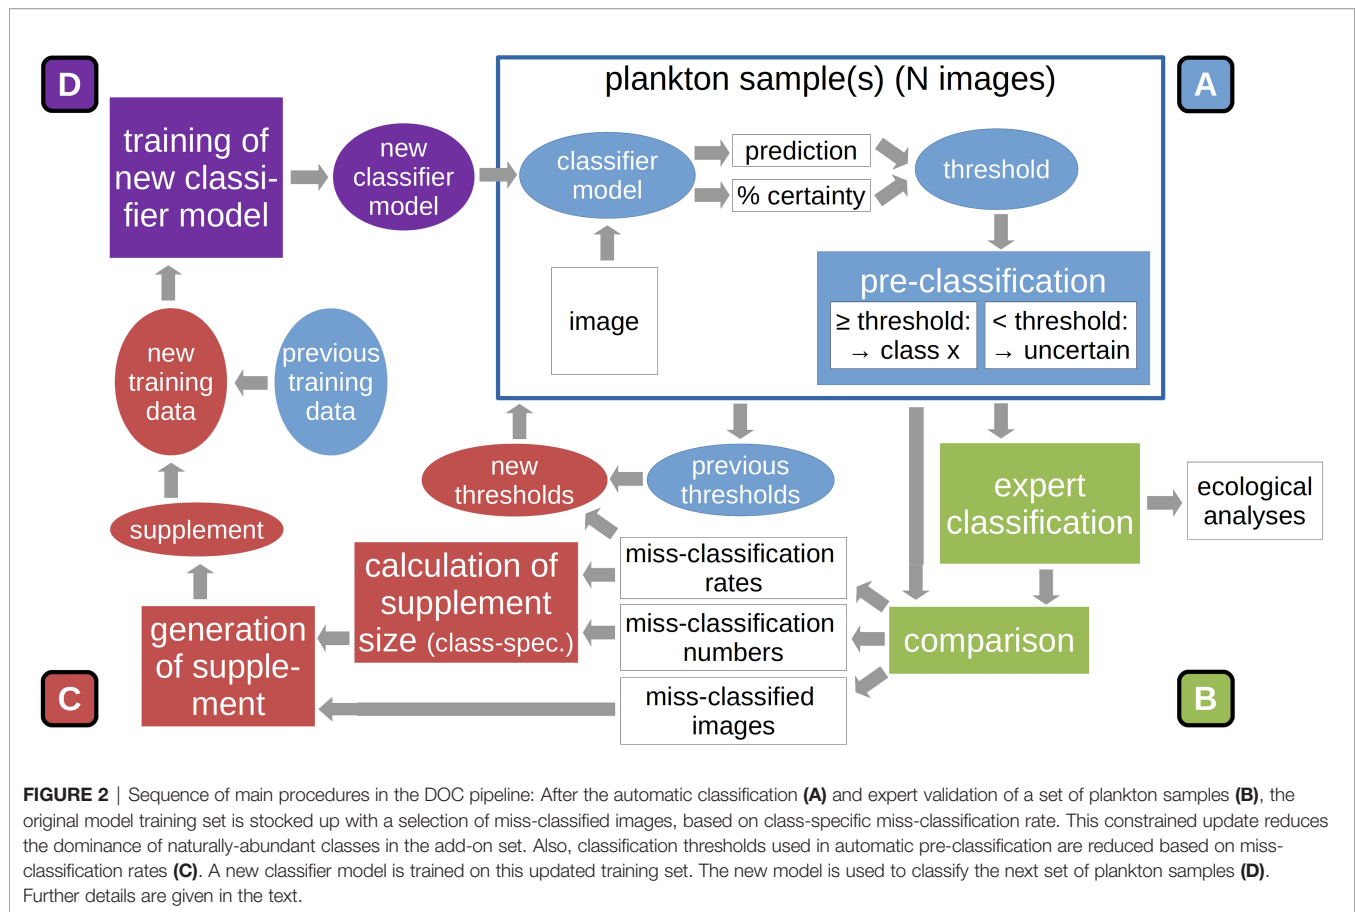 D
plankton sample(s) (N images)
A
training of
new classi-
fier model
new
classifier
model
classifier
model
prediction
% certainty
threshold
image
pre-classification
≥ threshold:
→ class x
< threshold:
→ uncertain
new
training
data
previous
training
data
new
thresholds
previous
thresholds
expert
classification
ecological
analyses
supplement
calculation of
supplement
size (class-spec.)
miss-classification
rates
miss-classification
numbers
miss-classified
images
comparison
generation
of supple-
ment
C
B
FIGURE 2 | Sequence of main procedures in the DOC pipeline: After the automatic classification (A) and expert validation of a set of plankton samples (B), the
original model training set is stocked up with a selection of miss-classified images, based on class-specific miss-classification rate. This constrained update reduces
the dominance of naturally-abundant classes in the add-on set. Also, classification thresholds used in automatic pre-classification are reduced based on miss-
classification rates (C). A new classifier model is trained on this updated training set. The new model is used to classify the next set of plankton samples (D).
Further details are given in the text.